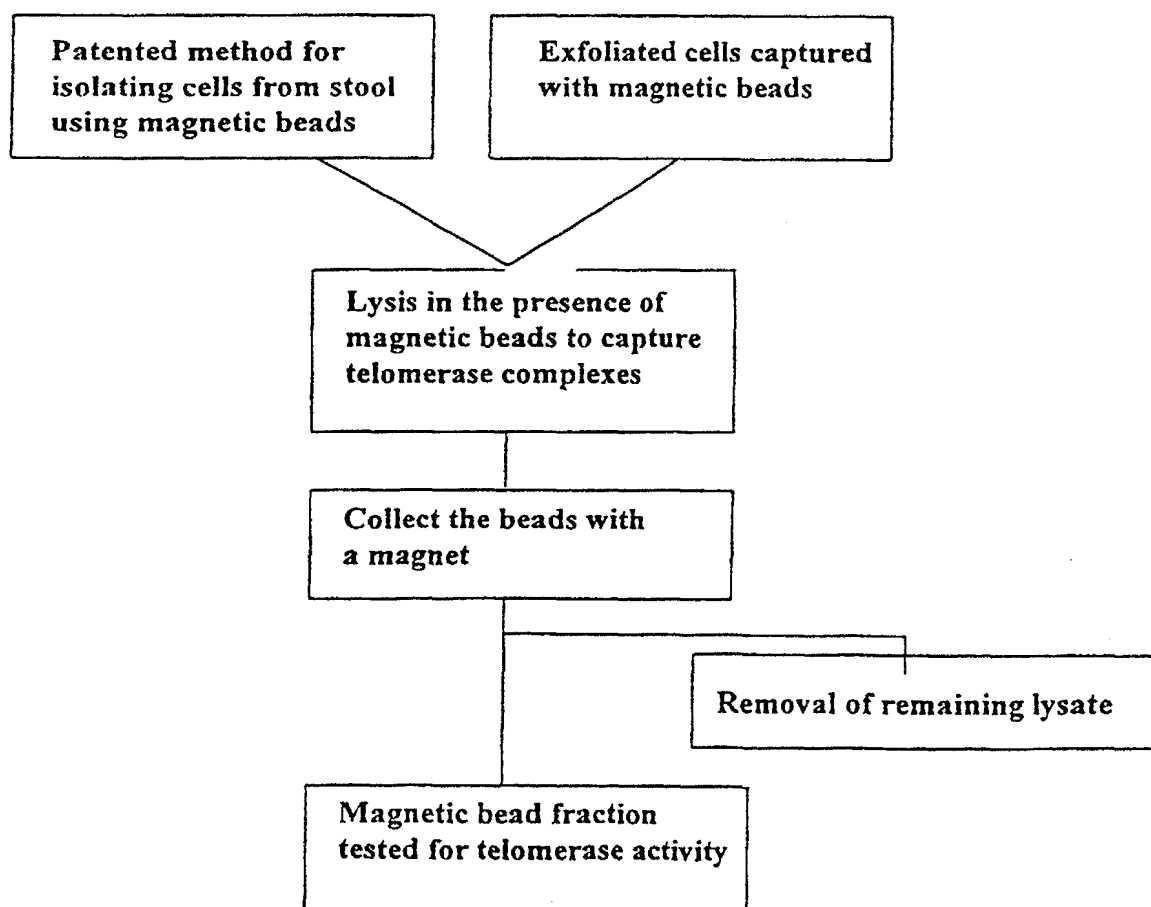 Patented method for
isolating cells from stool
using magnetic beads
Exfoliated cells captured
with magnetic beads
Lysis in the presence of
magnetic beads to capture
telomerase complexes
Collect the beads with
a magnet
Removal of remaining lysate
Magnetic bead fraction
tested for telomerase activity